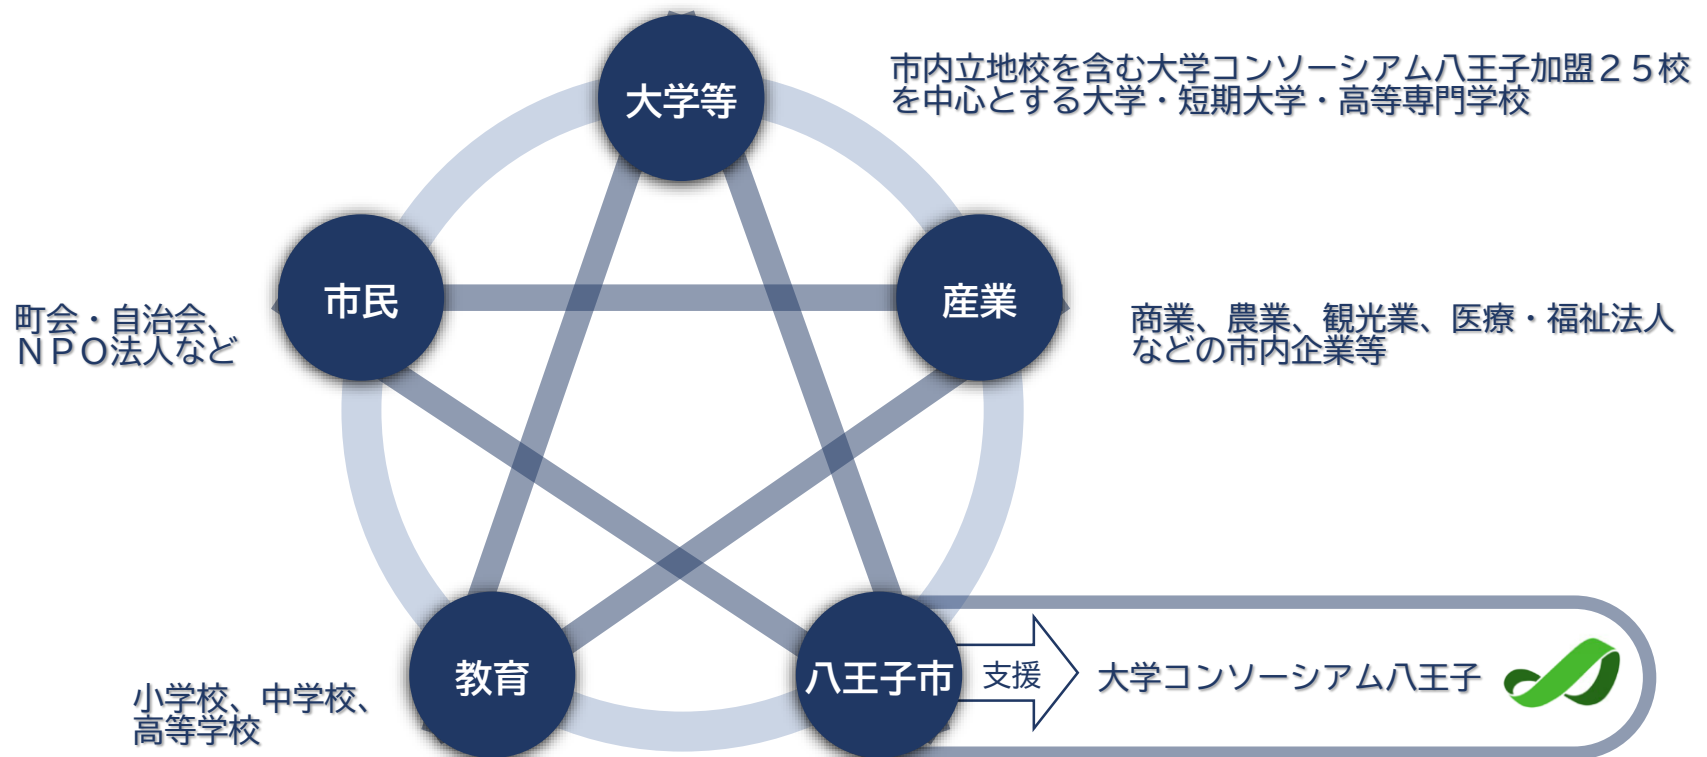 大学等
市内立地校を含む大学コンソーシアム八王子加盟２５校
を中心とする大学・短期大学・高等専門学校
市民
産業
町会・自治会、
ＮＰＯ法人など
商業、農業、観光業、医療・福祉法人
などの市内企業等
教育
八王子市
支援
大学コンソーシアム八王子
小学校、中学校、
高等学校